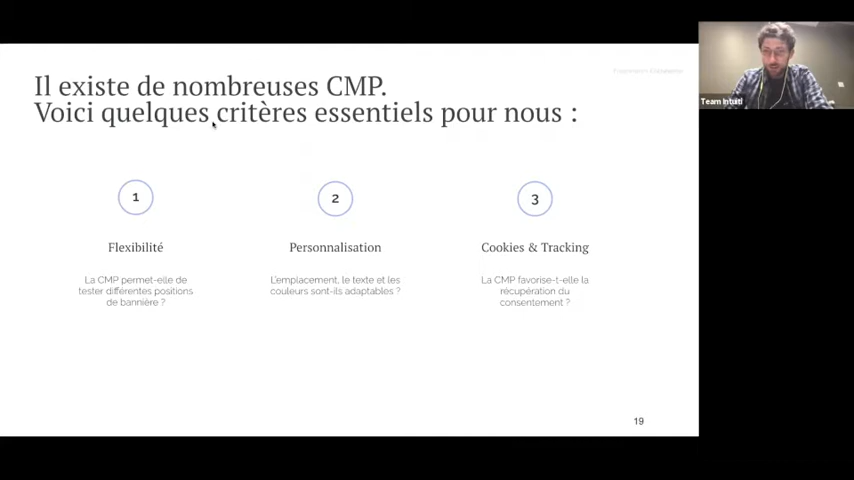 Il existe de nombreuses CMP.
Voici quelques critères essentiels pour nous :
1
2
3
Flexibilité
Personnalisation
Cookies & Tracking
La CMP permet-elle de
tester différentes positions
de bannière ?
L'emplacement, le texte et les
couleurs sont-ils adaptables ?
La CMP favorise-t-elle la
récupération du
consentement ?
19
Team Intuiti